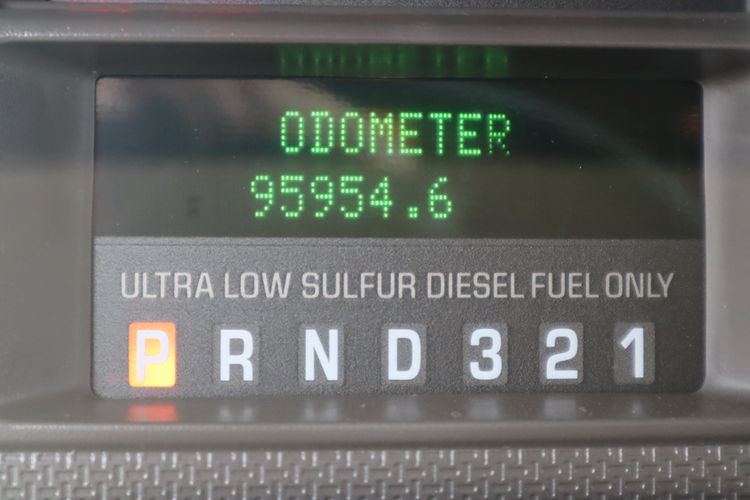 ODOMETER
95954.6
ULTRA LOW SULFUR DIESEL FUEL ONLY
P R N D 3 2 1